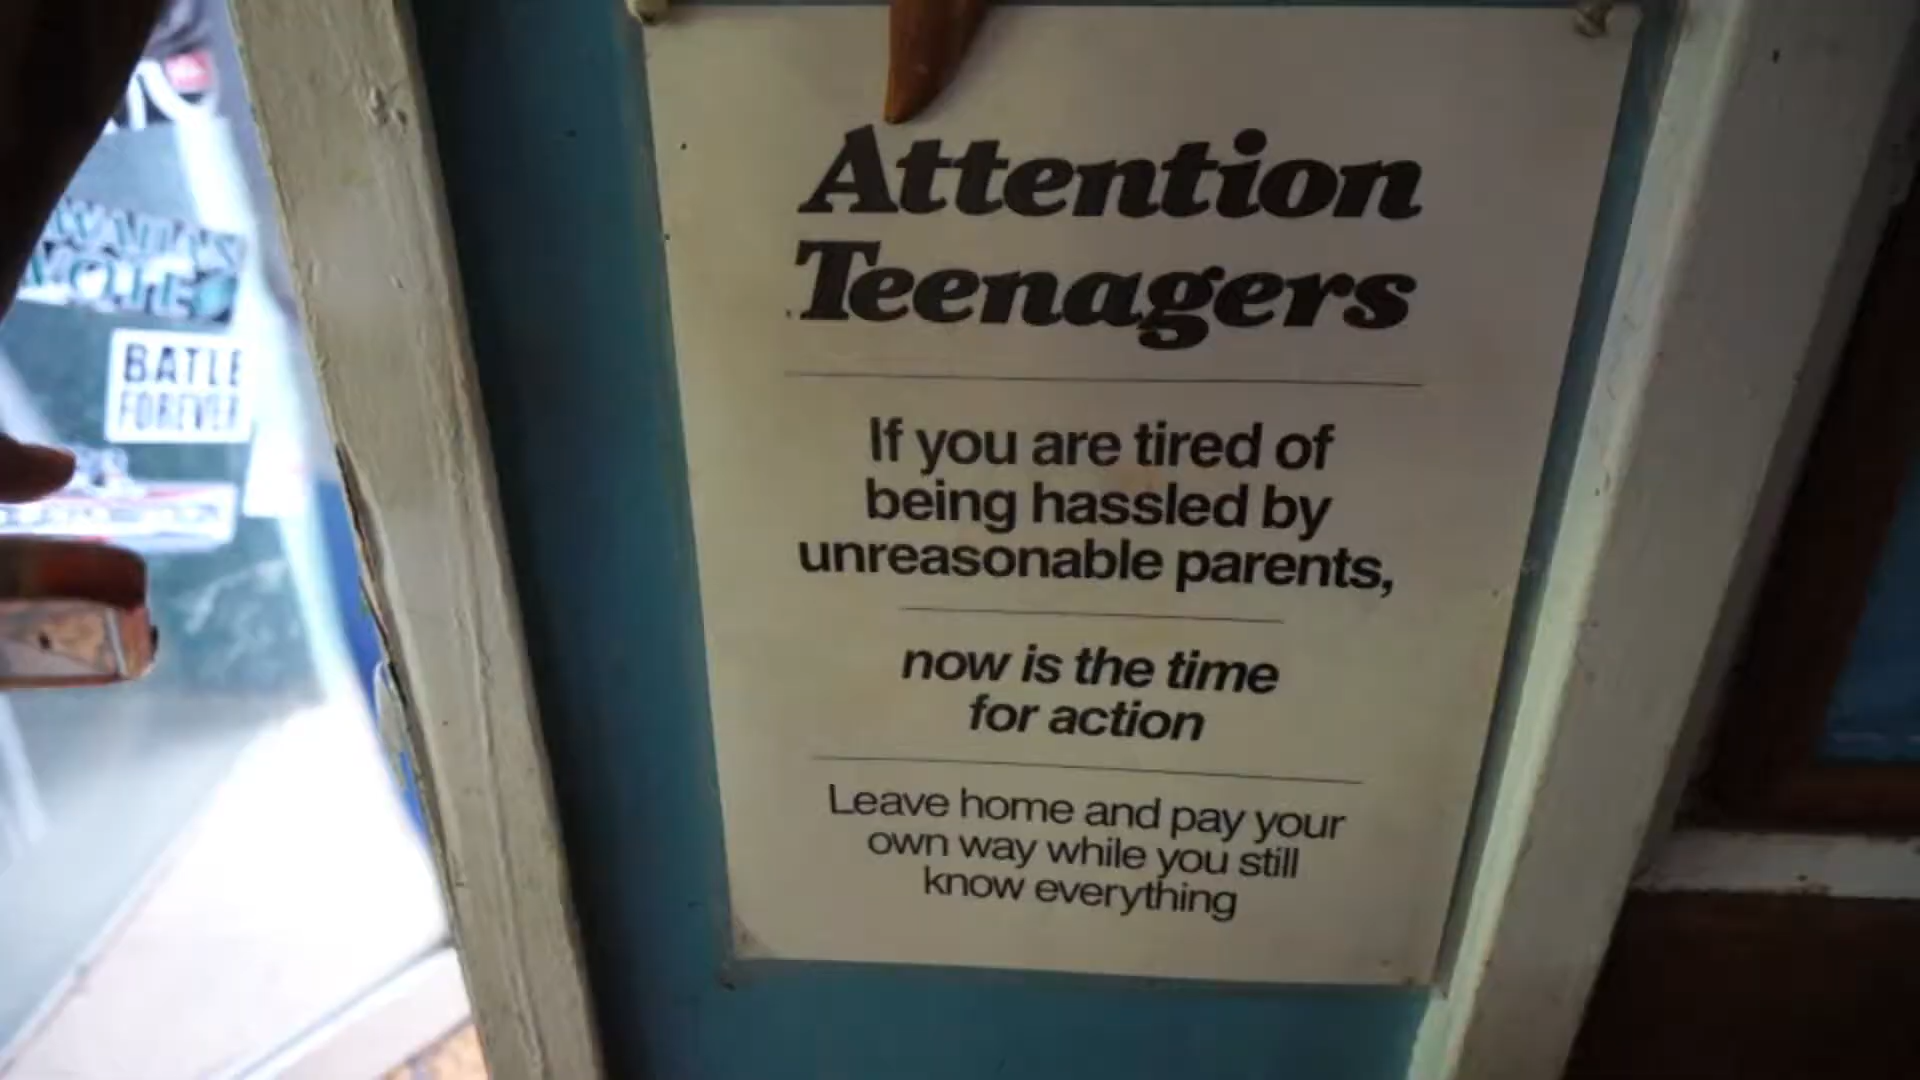 Attention
Teenagers
If you are tired of
being hassled by
unreasonable parents,
now is the time
for action
Leave home and pay your
own way while you still
know everything
BATLE
FOREVER